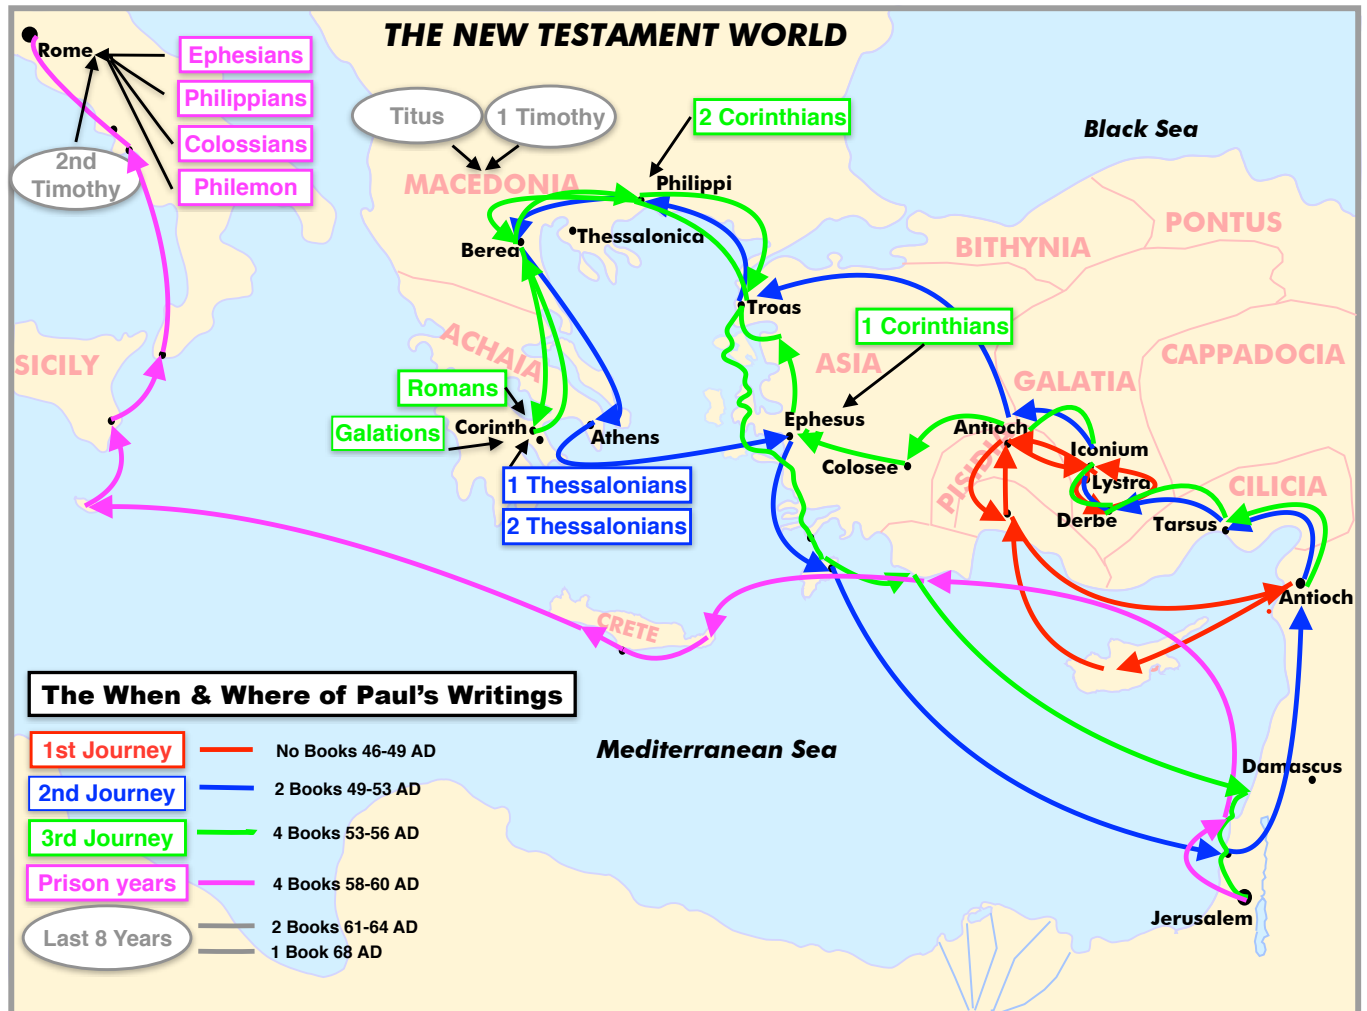 THE NEW TESTAMENT WORLD
Rome
Ephesians
Philippians
Colossians
Philemon
2nd
Timothy
Titus
1 Timothy
2 Corinthians
Black Sea
MACEDONIA
Philippi
Thessalonica
Berea
PONTUS
BITHYNIA
Troas
1 Corinthians
SICILY
ACHAIA
ASIA
GALATIA
CAPPADOCIA
Romans
Galations
Corinth
Athens
Ephesus
Colosee
Antioch
Iconium
Lystra
PISIDIA
Derbe
Tarsus
CILICIA
1 Thessalonians
2 Thessalonians
Antioch
CRETE
The When & Where of Paul's Writings
1st Journey
No Books 46-49 AD
2nd Journey
2 Books 49-53 AD
3rd Journey
4 Books 53-56 AD
Prison years
4 Books 58-60 AD
Last 8 Years
2 Books 61-64 AD
1 Book 68 AD
Mediterranean Sea
Damascus
Jerusalem